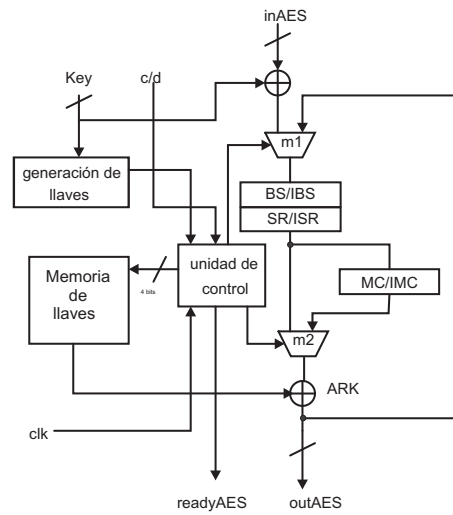 inAES
Key
c/d
m1
generación de
llaves
BS/IBS
SR/ISR
Memoria
de
llaves
4 bits
unidad de
control
MC/IMC
m2
ARK
clk
readyAES
outAES